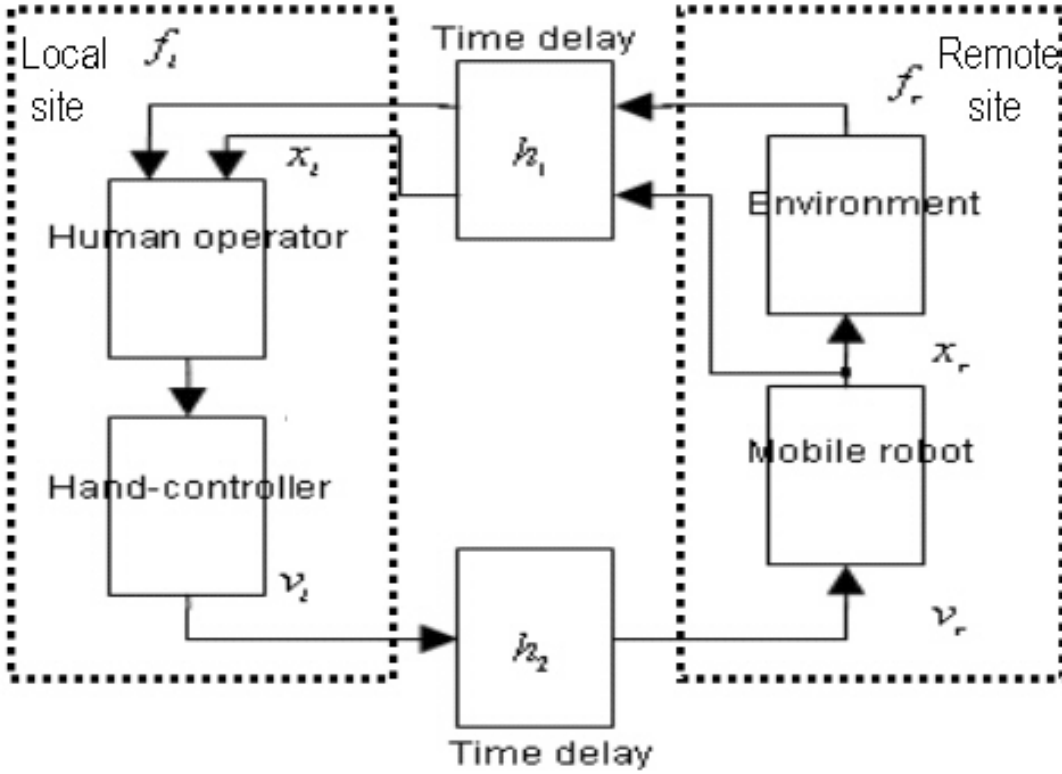 Time delay
Local
site
f_l
Remote
site
f_r
h_1
x_l
Environment
Human operator
x_r
Mobile robot
Hand-controller
v_l
v_r
h_2
Time delay